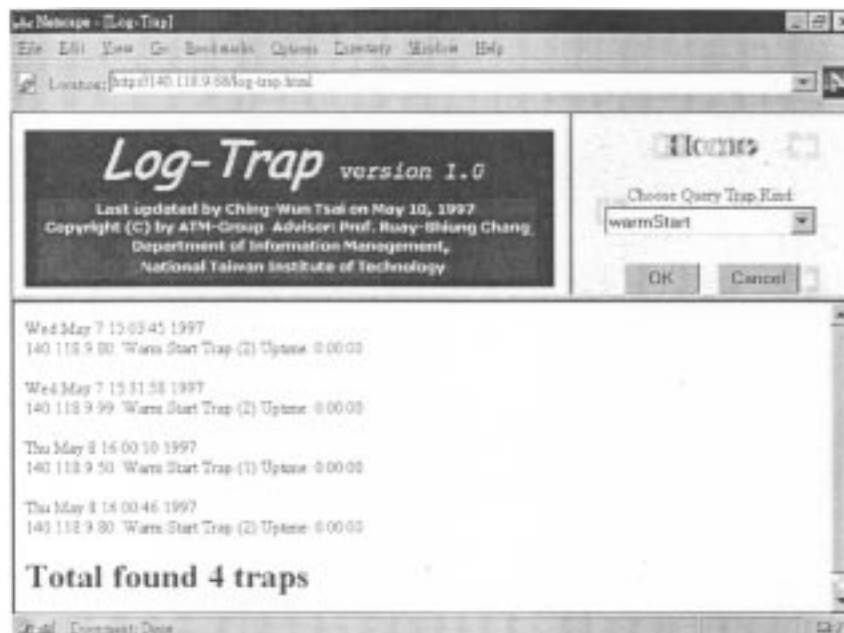 Netscape - [Log-Trap]
File Edit View Go Bookmarks Options Directory Window Help
Location: http://140.118.9.68/log-trap.html
Log-Trap version 1.0
Last updated by Ching-Wun Tsai on May 10, 1997
Copyright (C) by ATM-Group Advisor: Prof. Ruay-Shiung Chang
Department of Information Management,
National Taiwan Institute of Technology
Home
Choose Query Trap Kind
warmStart
OK Cancel
Wed May 7 15:03:45 1997
140.118.9.80: Warm Start Trap (2) Uptime: 0:00:00
Wed May 7 15:31:58 1997
140.118.9.99: Warm Start Trap (2) Uptime: 0:00:00
Thu May 8 16:00:10 1997
140.118.9.50: Warm Start Trap (1) Uptime: 0:00:00
Thu May 8 16:00:46 1997
140.118.9.80: Warm Start Trap (2) Uptime: 0:00:00
Total found 4 traps
Document: Done